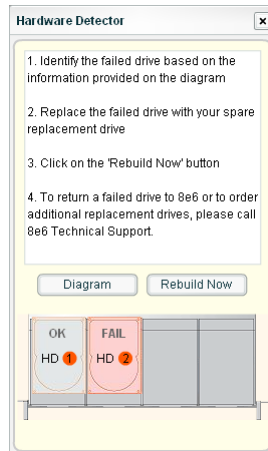 Hardware Detector
1. Identify the failed drive based on the
information provided on the diagram
2. Replace the failed drive with your spare
replacement drive
3. Click on the 'Rebuild Now' button
4. To return a failed drive to 8e6 or to order
additional replacement drives, please call
8e6 Technical Support.
Diagram Rebuild Now
OK FAIL
HD 1 HD 2